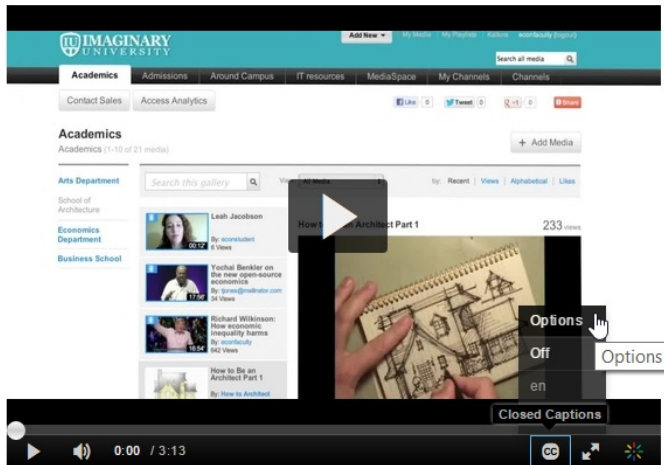 IU IMAGINARY
UNIVERSITY
Add New My Media My Playlists Kaltura econfaculty (logout)
Search all media
Academics Admissions Around Campus IT resources MediaSpace My Channels Channels
Contact Sales Access Analytics
Like 0 Tweet 0 +1 0 Share
Academics
Academics (1-10 of 21 media)
+ Add Media
Arts Department
School of
Architecture
Economics
Department
Business School
Search this gallery View All Media by: Recent Views Alphabetical Likes
Leah Jacobson
By: econstudent
6 Views
00:12
Yochai Benkler on
the new open-source
economics
34 Views
17:56
Richard Wilkinson:
How economic
inequality harms
By: econfaculty
642 Views
16:54
How to Be an
Architect Part 1
By: How to Architect
How to an Architect Part 1
233 views
Options
Off
en
Options
Closed Captions
0:00 / 3:13
CC